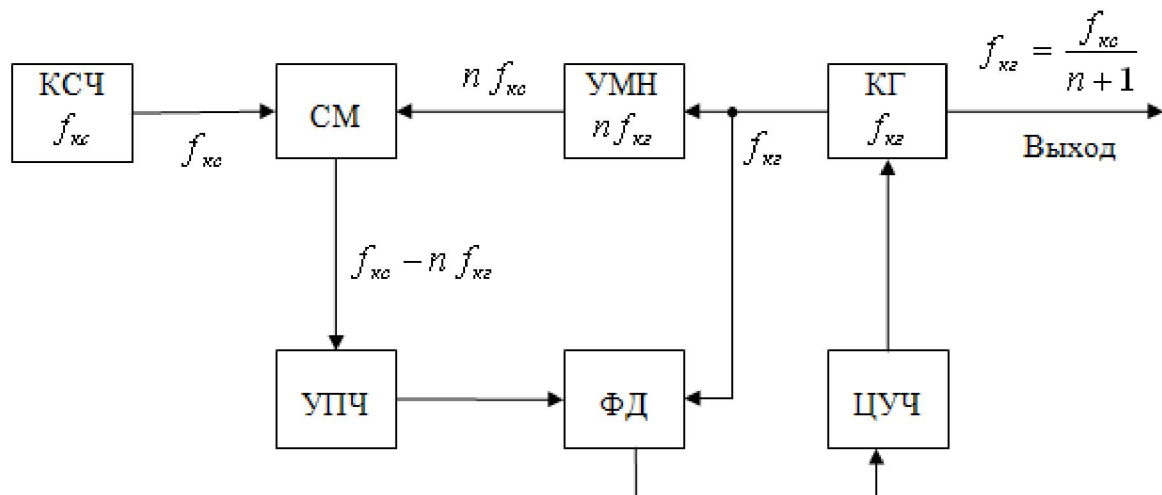 f_кг = f_кс / (n + 1)
КСЧ
f_кс
f_кс
СМ
n f_кс
УМН
n f_кг
f_кг
КГ
f_кг
Выход
f_кс − n f_кг
УПЧ
ФД
ЦУЧ